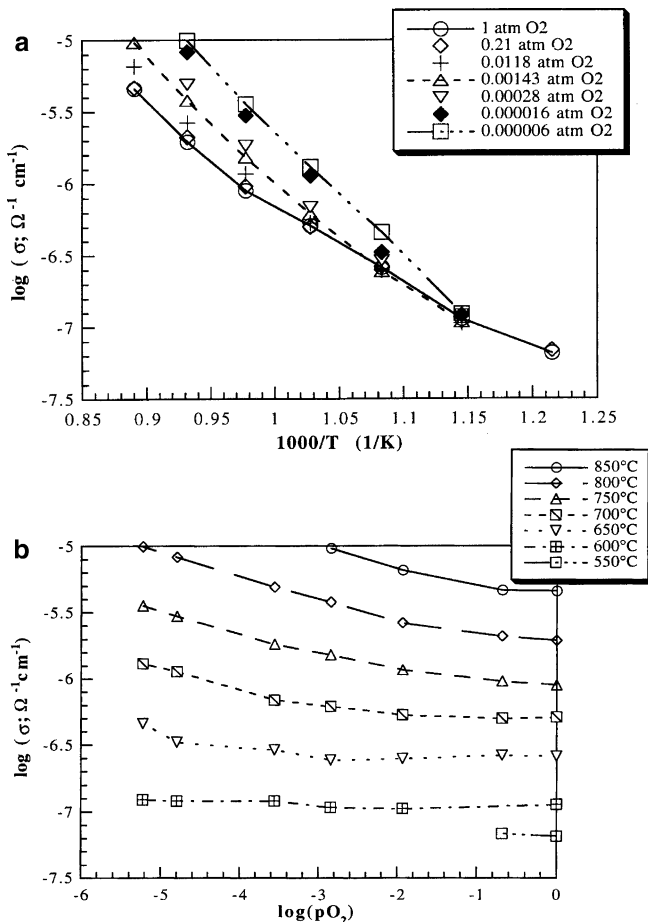 a
1 atm O2
0.21 atm O2
0.0118 atm O2
0.00143 atm O2
0.00028 atm O2
0.000016 atm O2
0.000006 atm O2
log ( σ; Ω⁻¹ cm⁻¹)
-5
-5.5
-6
-6.5
-7
-7.5
0.85 0.9 0.95 1 1.05 1.1 1.15 1.2 1.25
1000/T (1/K)
b
850°C
800°C
750°C
700°C
650°C
600°C
550°C
log ( σ; Ω⁻¹cm⁻¹)
-5
-5.5
-6
-6.5
-7
-7.5
-6 -5 -4 -3 -2 -1 0
log(pO₂)